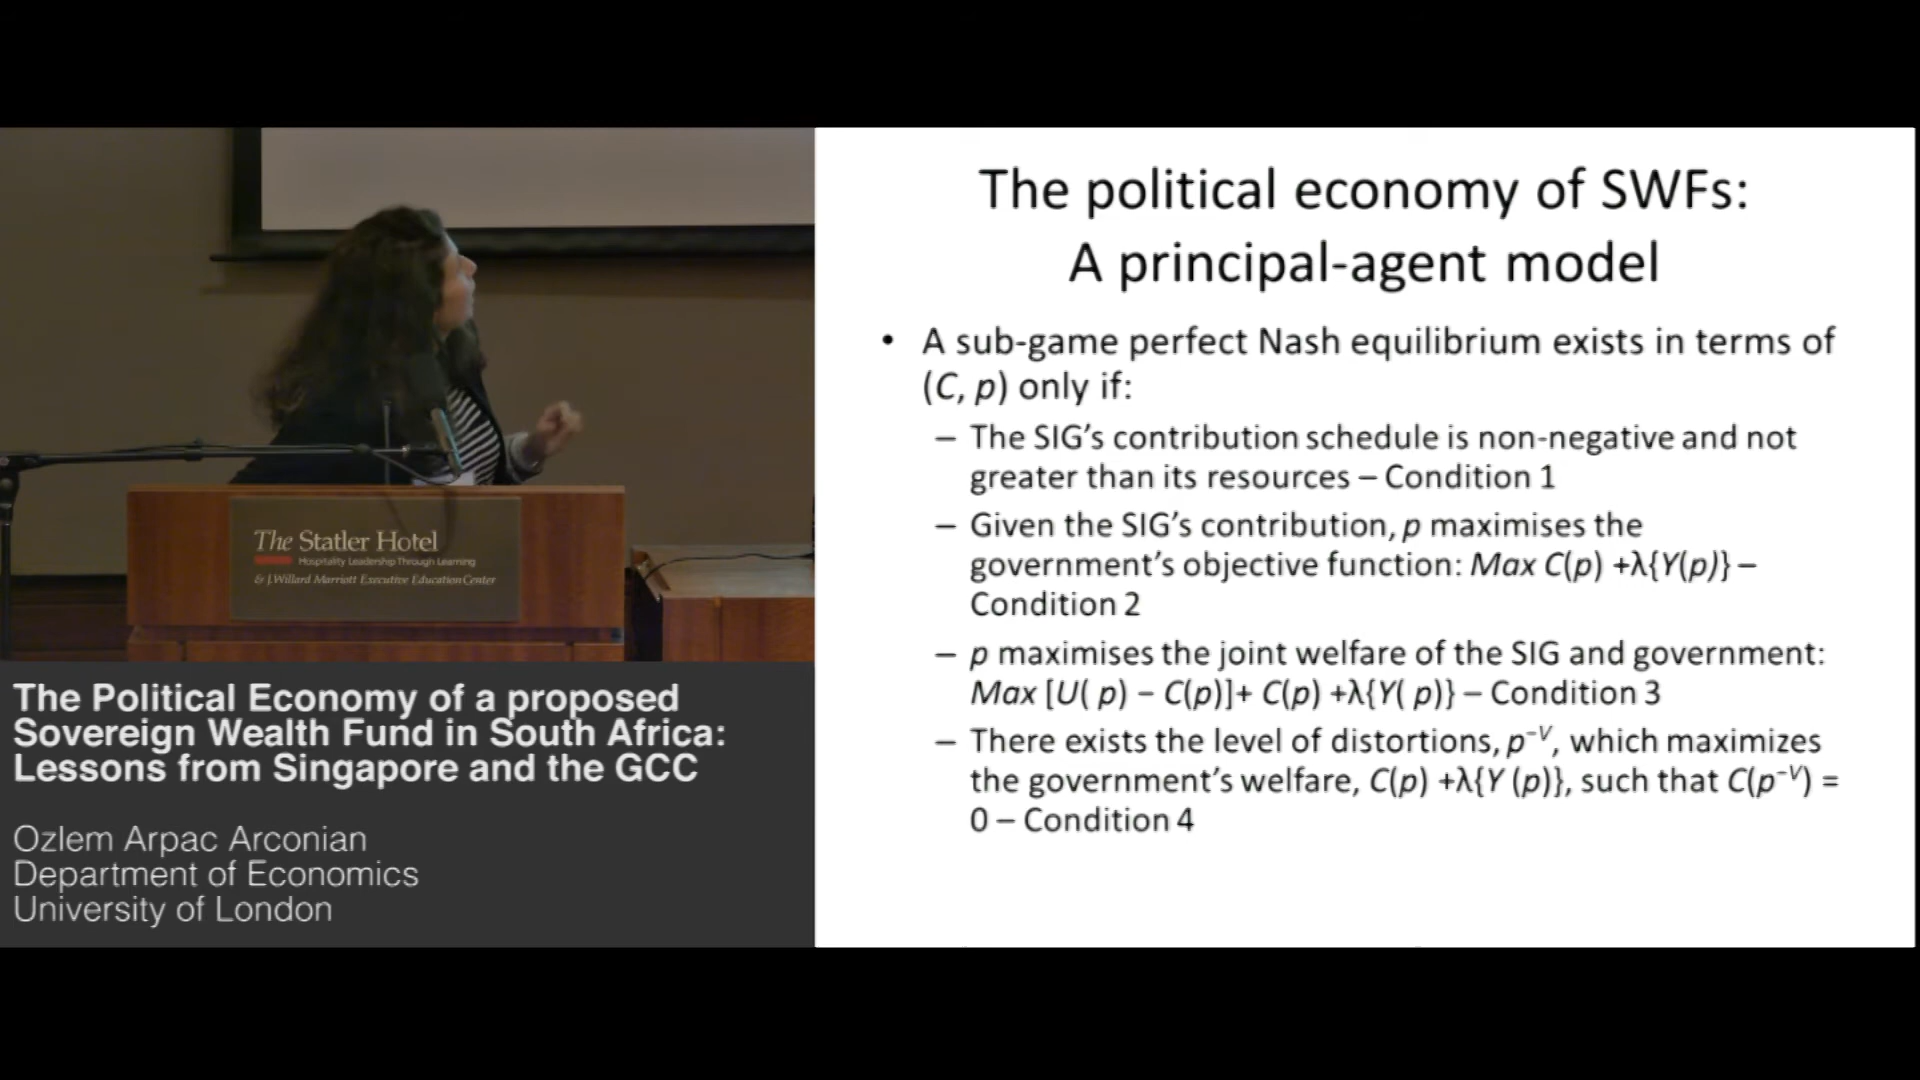 The Statler Hotel
Hospitality Leadership Through Learning
& J. Willard Marriott Executive Education Center
The Political Economy of a proposed
Sovereign Wealth Fund in South Africa:
Lessons from Singapore and the GCC
Ozlem Arpac Arconian
Department of Economics
University of London
The political economy of SWFs:
A principal-agent model
• A sub-game perfect Nash equilibrium exists in terms of
(C, p) only if:
– The SIG’s contribution schedule is non-negative and not
greater than its resources – Condition 1
– Given the SIG’s contribution, p maximises the
government’s objective function: Max C(p) +λ{Y(p)} –
Condition 2
– p maximises the joint welfare of the SIG and government:
Max [U( p) − C(p)]+ C(p) +λ{Y( p)} – Condition 3
– There exists the level of distortions, p⁻ⱽ, which maximizes
the government’s welfare, C(p) +λ{Y (p)}, such that C(p⁻ⱽ) =
0 – Condition 4